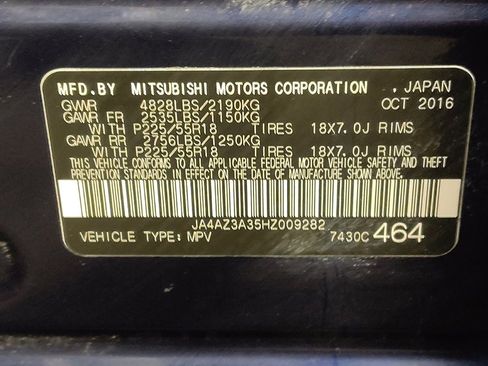 MFD.BY MITSUBISHI MOTORS CORPORATION , JAPAN
GVWR 4828LBS/2190KG OCT 2016
GAWR FR 2535LBS/1150KG
WITH P225/55R18 TIRES 18X7.0J RIMS
GAWR RR 2756LBS/1250KG
WITH P225/55R18 TIRES 18X7.0J RIMS
THIS VEHICLE CONFORMS TO ALL APPLICABLE FEDERAL MOTOR VEHICLE SAFETY AND THEFT
PREVENTION STANDARDS IN EFFECT ON THE DATE OF MANUFACTURE SHOWN ABOVE.
JA4AZ3A35HZ009282
VEHICLE TYPE: MPV 7430C 464